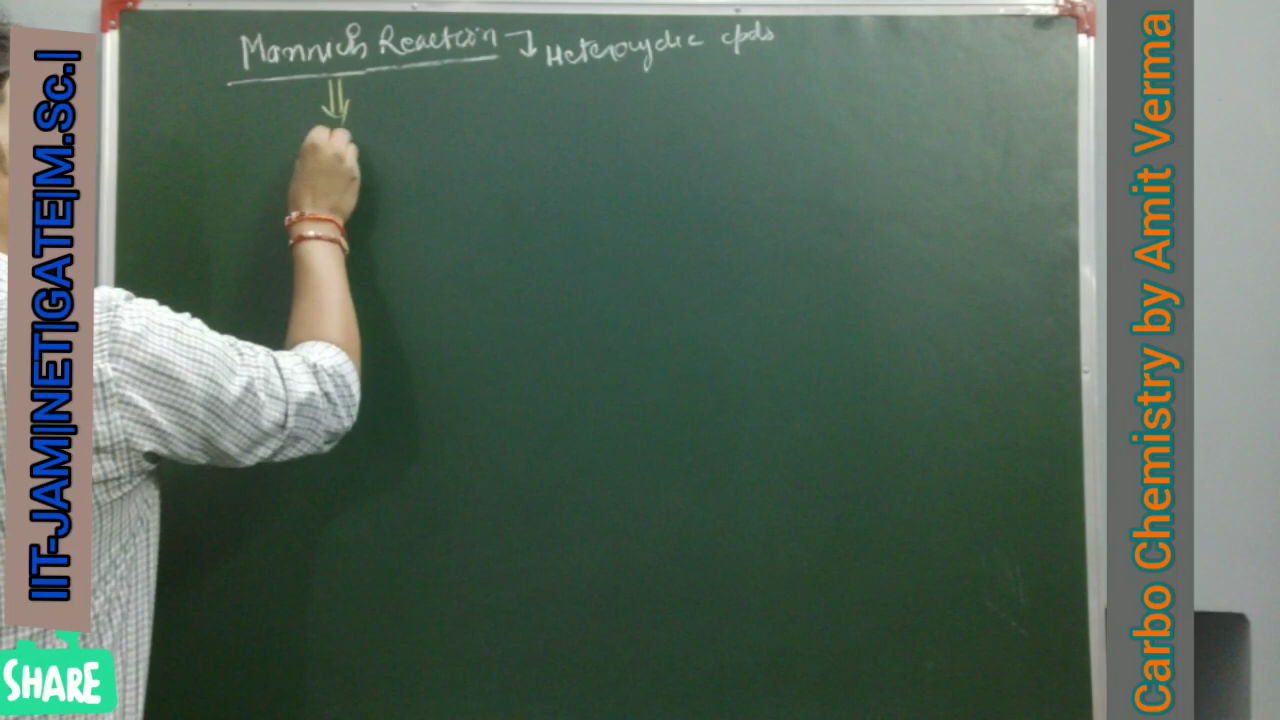 Mannich Reaction → Heterocyclic cpds
IIT-JAM|NET|GATE|M.Sc.|
Carbo Chemistry by Amit Verma
SHARE